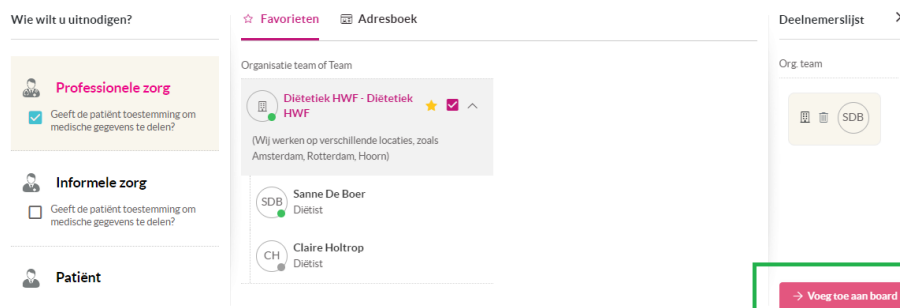 Wie wilt u uitnodigen?
Professionele zorg
Geeft de patiënt toestemming om
medische gegevens te delen?
Informele zorg
Geeft de patiënt toestemming om
medische gegevens te delen?
Patiënt
Favorieten
Adresboek
Organisatie team of Team
Diëtetiek HWF - Diëtetiek
HWF
(Wij werken op verschillende locaties, zoals
Amsterdam, Rotterdam, Hoorn)
SDB
Sanne De Boer
Diëtist
CH
Claire Holtrop
Diëtist
Deelnemerslijst
Org. team
SDB
→ Voeg toe aan board